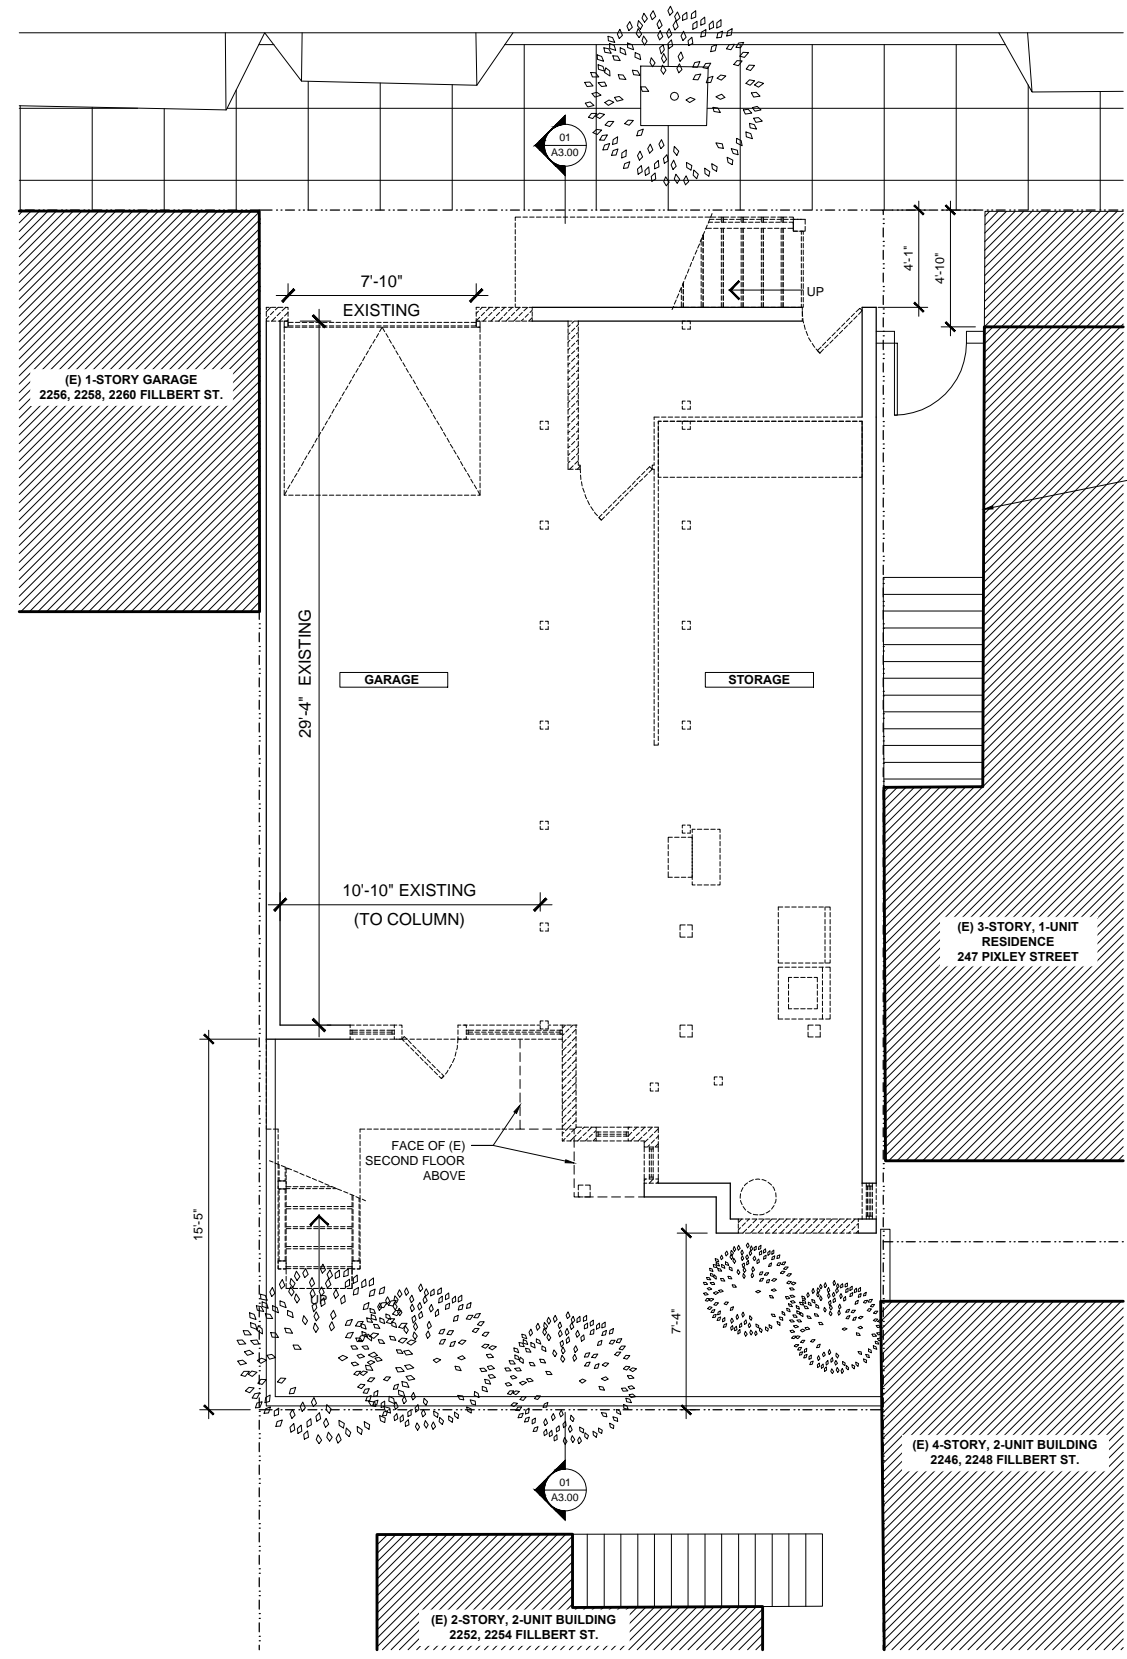 01
A3.00
7'-10"
EXISTING
UP
4'-1"
4'-10"
(E) 1-STORY GARAGE
2256, 2258, 2260 FILLBERT ST.
29'-4" EXISTING
GARAGE
STORAGE
10'-10" EXISTING
(TO COLUMN)
(E) 3-STORY, 1-UNIT
RESIDENCE
247 PIXLEY STREET
FACE OF (E)
SECOND FLOOR
ABOVE
15'-5"
UP
7'-4"
(E) 4-STORY, 2-UNIT BUILDING
2246, 2248 FILLBERT ST.
01
A3.00
(E) 2-STORY, 2-UNIT BUILDING
2252, 2254 FILLBERT ST.